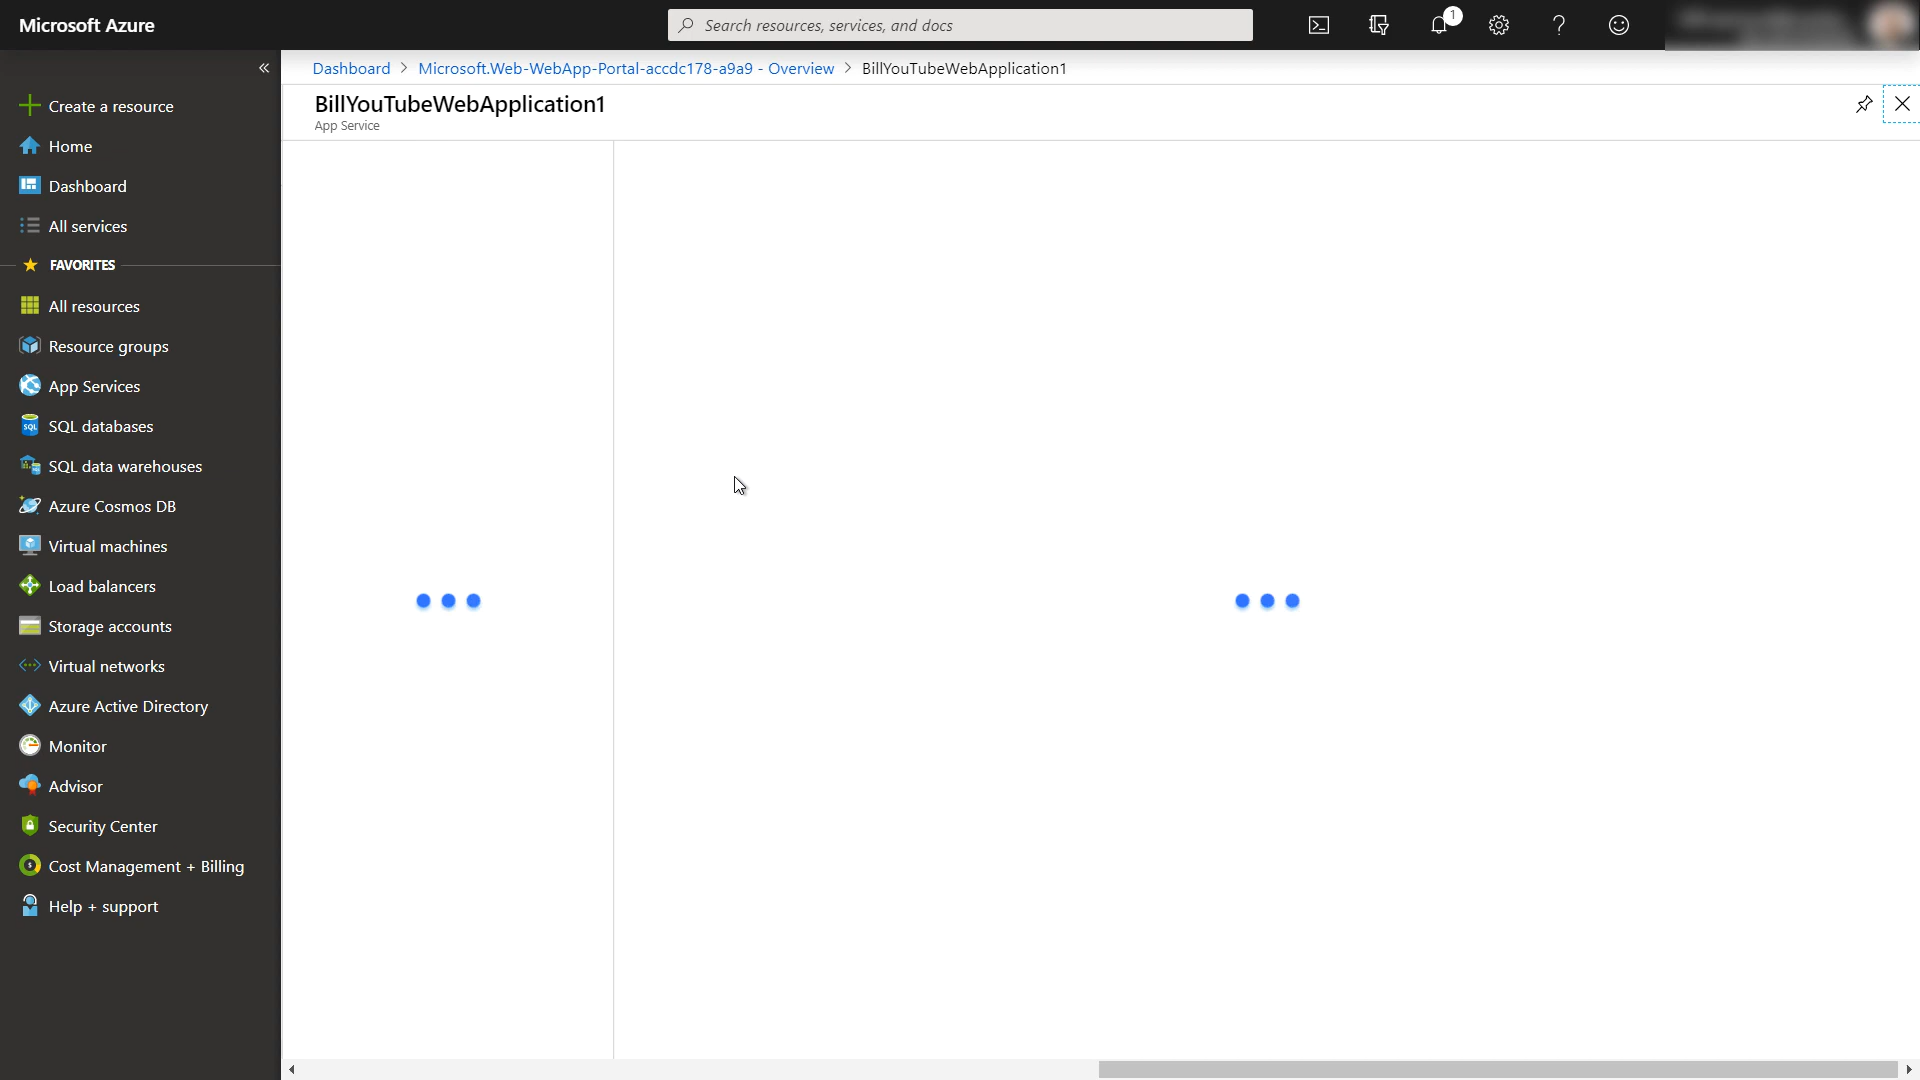 Microsoft Azure
Search resources, services, and docs
1
Dashboard > Microsoft.Web-WebApp-Portal-accdc178-a9a9 - Overview > BillYouTubeWebApplication1
BillYouTubeWebApplication1
App Service
Create a resource
Home
Dashboard
All services
FAVORITES
All resources
Resource groups
App Services
SQL databases
SQL data warehouses
Azure Cosmos DB
Virtual machines
Load balancers
Storage accounts
Virtual networks
Azure Active Directory
Monitor
Advisor
Security Center
Cost Management + Billing
Help + support